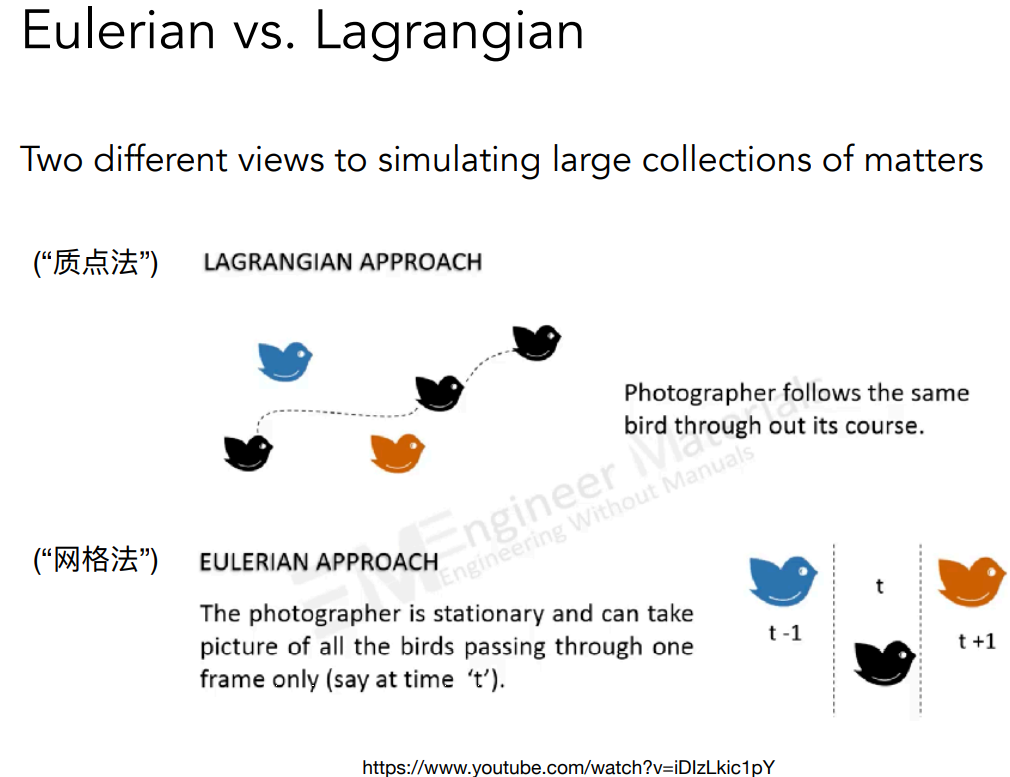 Eulerian vs. Lagrangian
Two different views to simulating large collections of matters
(“质点法”)
LAGRANGIAN APPROACH
Photographer follows the same
bird through out its course.
Engineer Materials
Engineering Without Manuals
(“网格法”)
EULERIAN APPROACH
The photographer is stationary and can take
picture of all the birds passing through one
frame only (say at time ‘t’).
t -1
t
t +1
https://www.youtube.com/watch?v=iDIzLkic1pY